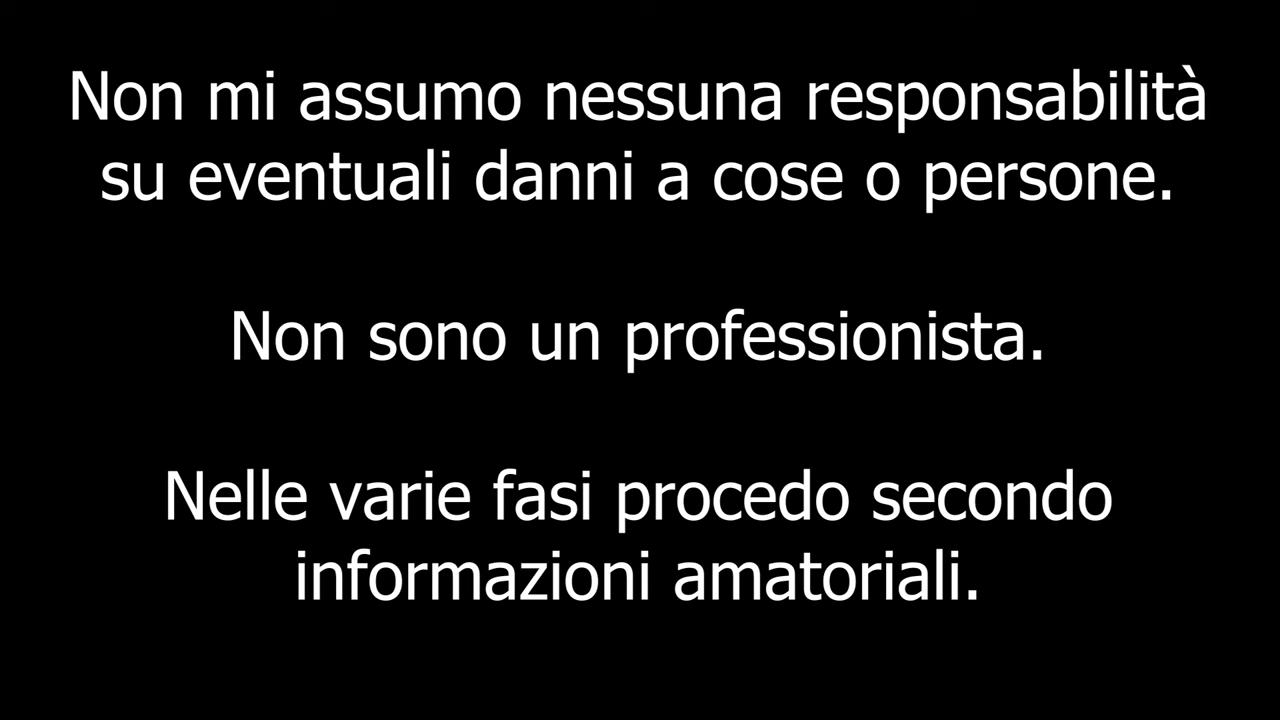 Non mi assumo nessuna responsabilità
su eventuali danni a cose o persone.
Non sono un professionista.
Nelle varie fasi procedo secondo
informazioni amatoriali.